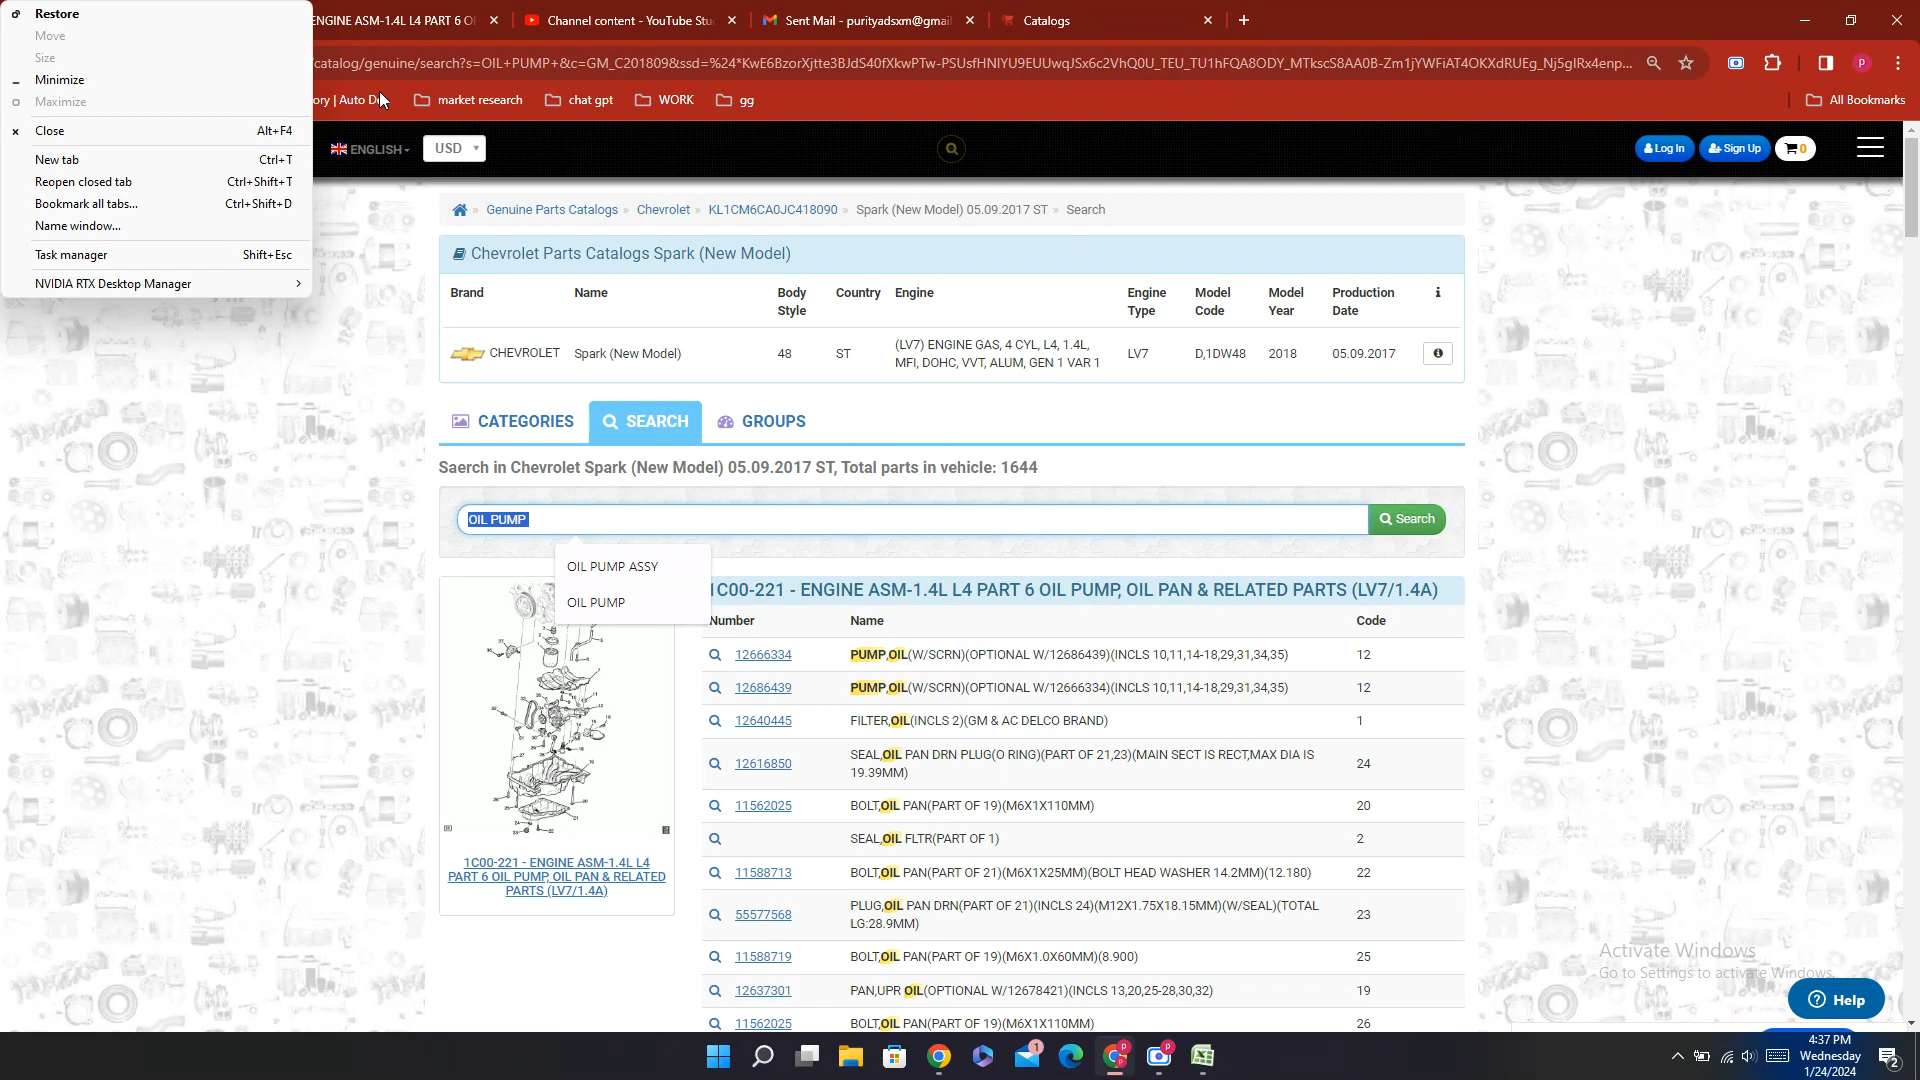 Restore
Move
Size
Minimize
Maximize
Close Alt+F4
New tab Ctrl+T
Reopen closed tab Ctrl+Shift+T
Bookmark all tabs... Ctrl+Shift+D
Name window...
Task manager Shift+Esc
NVIDIA RTX Desktop Manager
ENGINE ASM-1.4L L4 PART 6 O
Channel content - YouTube Stu
Sent Mail - purityadsxm@gmail
Catalogs
market research
chat gpt
WORK
gg
All Bookmarks
ENGLISH
USD
Log In
Sign Up
0
Genuine Parts Catalogs » Chevrolet » KL1CM6CA0JC418090 » Spark (New Model) 05.09.2017 ST » Search
Chevrolet Parts Catalogs Spark (New Model)
Brand Name Body Style Country Engine Engine Type Model Code Model Year Production Date
CHEVROLET Spark (New Model) 48 ST (LV7) ENGINE GAS, 4 CYL, L4, 1.4L, LV7 D,1DW48 2018 05.09.2017
MFI, DOHC, VVT, ALUM, GEN 1 VAR 1
CATEGORIES SEARCH GROUPS
Saerch in Chevrolet Spark (New Model) 05.09.2017 ST, Total parts in vehicle: 1644
OIL PUMP
Search
OIL PUMP ASSY
OIL PUMP
1C00-221 - ENGINE ASM-1.4L L4
PART 6 OIL PUMP, OIL PAN & RELATED
PARTS (LV7/1.4A)
1C00-221 - ENGINE ASM-1.4L L4 PART 6 OIL PUMP, OIL PAN & RELATED PARTS (LV7/1.4A)
Number Name Code
12666334 PUMP,OIL(W/SCRN)(OPTIONAL W/12686439)(INCLS 10,11,14-18,29,31,34,35) 12
12686439 PUMP,OIL(W/SCRN)(OPTIONAL W/12666334)(INCLS 10,11,14-18,29,31,34,35) 12
12640445 FILTER,OIL(INCLS 2)(GM & AC DELCO BRAND) 1
12616850 SEAL,OIL PAN DRN PLUG(O RING)(PART OF 21,23)(MAIN SECT IS RECT,MAX DIA IS 24
19.39MM)
11562025 BOLT,OIL PAN(PART OF 19)(M6X1X110MM) 20
SEAL,OIL FLTR(PART OF 1) 2
11588713 BOLT,OIL PAN(PART OF 21)(M6X1X25MM)(BOLT HEAD WASHER 14.2MM)(12.180) 22
55577568 PLUG,OIL PAN DRN(PART OF 21)(INCLS 24)(M12X1.75X18.15MM)(W/SEAL)(TOTAL 23
LG:28.9MM)
11588719 BOLT,OIL PAN(PART OF 19)(M6X1.0X60MM)(8.900) 25
12637301 PAN,UPR OIL(OPTIONAL W/12678421)(INCLS 13,20,25-28,30,32) 19
11562025 BOLT,OIL PAN(PART OF 19)(M6X1X110MM) 26
Activate Windows
Go to Settings to activate Windows.
Help
4:37 PM
Wednesday
1/24/2024